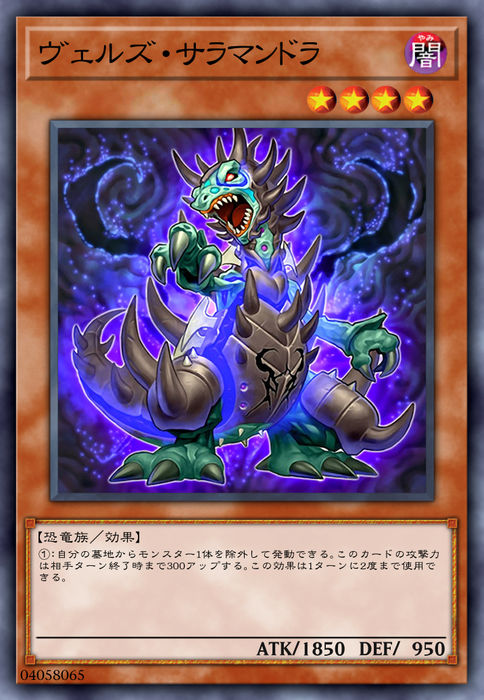 ヴェルズ・サラマンドラ
やみ
闇
【恐竜族／効果】
①：自分の墓地からモンスター1体を除外して発動できる。このカードの攻撃力
は相手ターン終了時まで300アップする。この効果は1ターンに2度まで使用で
きる。
ATK/1850 DEF/ 950
04058065